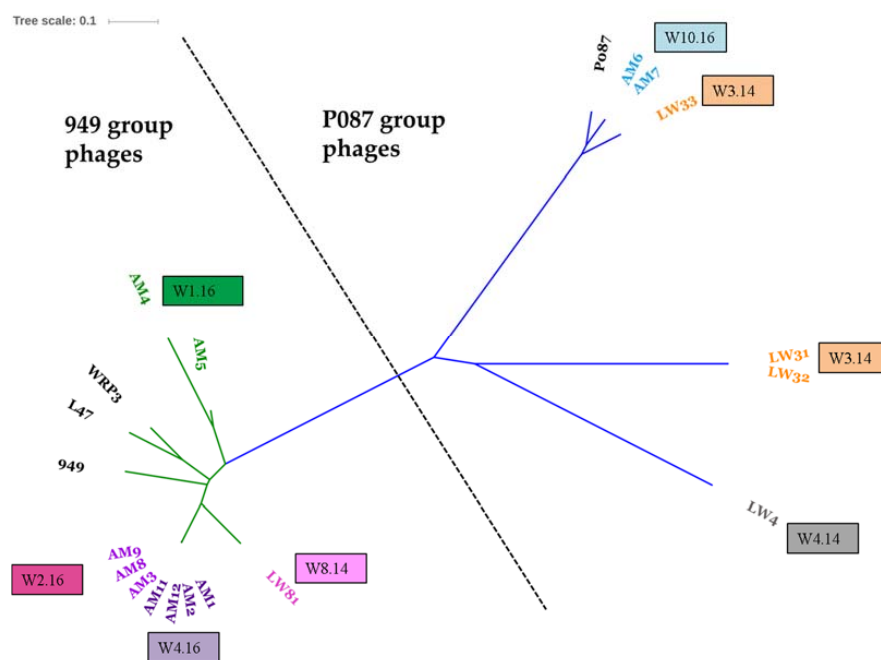 Tree scale: 0.1
949 group
phages
P087 group
phages
P087
AM6
AM7
W10.16
LW33
W3.14
AM4
W1.16
AM5
WRP3
L47
949
LW31
LW32
W3.14
LW4
W4.14
AM9
AM8
AM3
AM11
AM12
AM2
AM1
W2.16
W4.16
LW81
W8.14